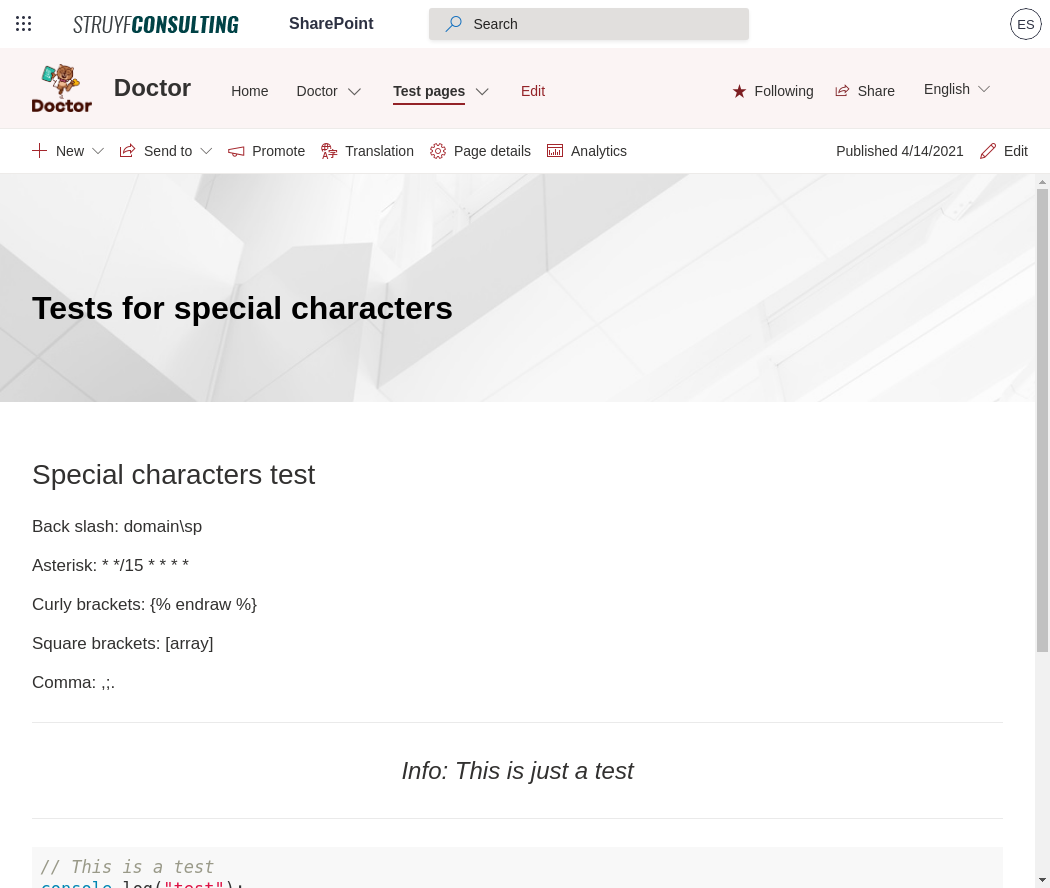 STRUYFCONSULTING SharePoint Search ES
Doctor Doctor Home Doctor Test pages Edit Following Share English
New Send to Promote Translation Page details Analytics Published 4/14/2021 Edit
Tests for special characters
Special characters test
Back slash: domain\sp
Asterisk: * */15 * * * *
Curly brackets: {% endraw %}
Square brackets: [array]
Comma: ,;.
Info: This is just a test
// This is a test
console.log("test");